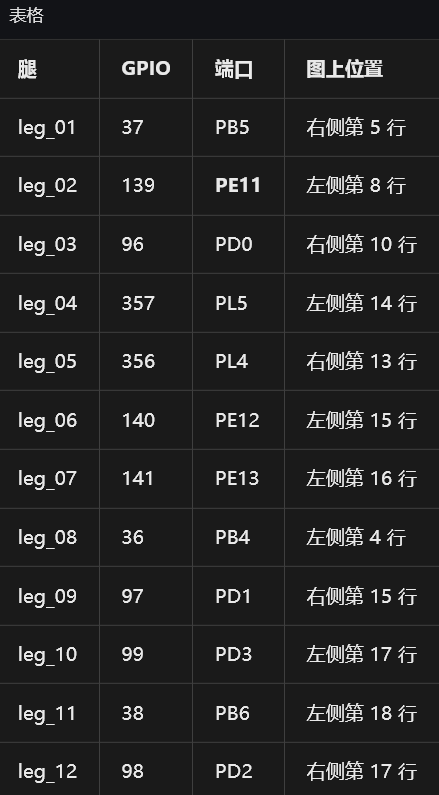 表格
腿 GPIO 端口 图上位置
leg_01 37 PB5 右侧第 5 行
leg_02 139 PE11 左侧第 8 行
leg_03 96 PD0 右侧第 10 行
leg_04 357 PL5 左侧第 14 行
leg_05 356 PL4 右侧第 13 行
leg_06 140 PE12 左侧第 15 行
leg_07 141 PE13 左侧第 16 行
leg_08 36 PB4 左侧第 4 行
leg_09 97 PD1 右侧第 15 行
leg_10 99 PD3 左侧第 17 行
leg_11 38 PB6 左侧第 18 行
leg_12 98 PD2 右侧第 17 行